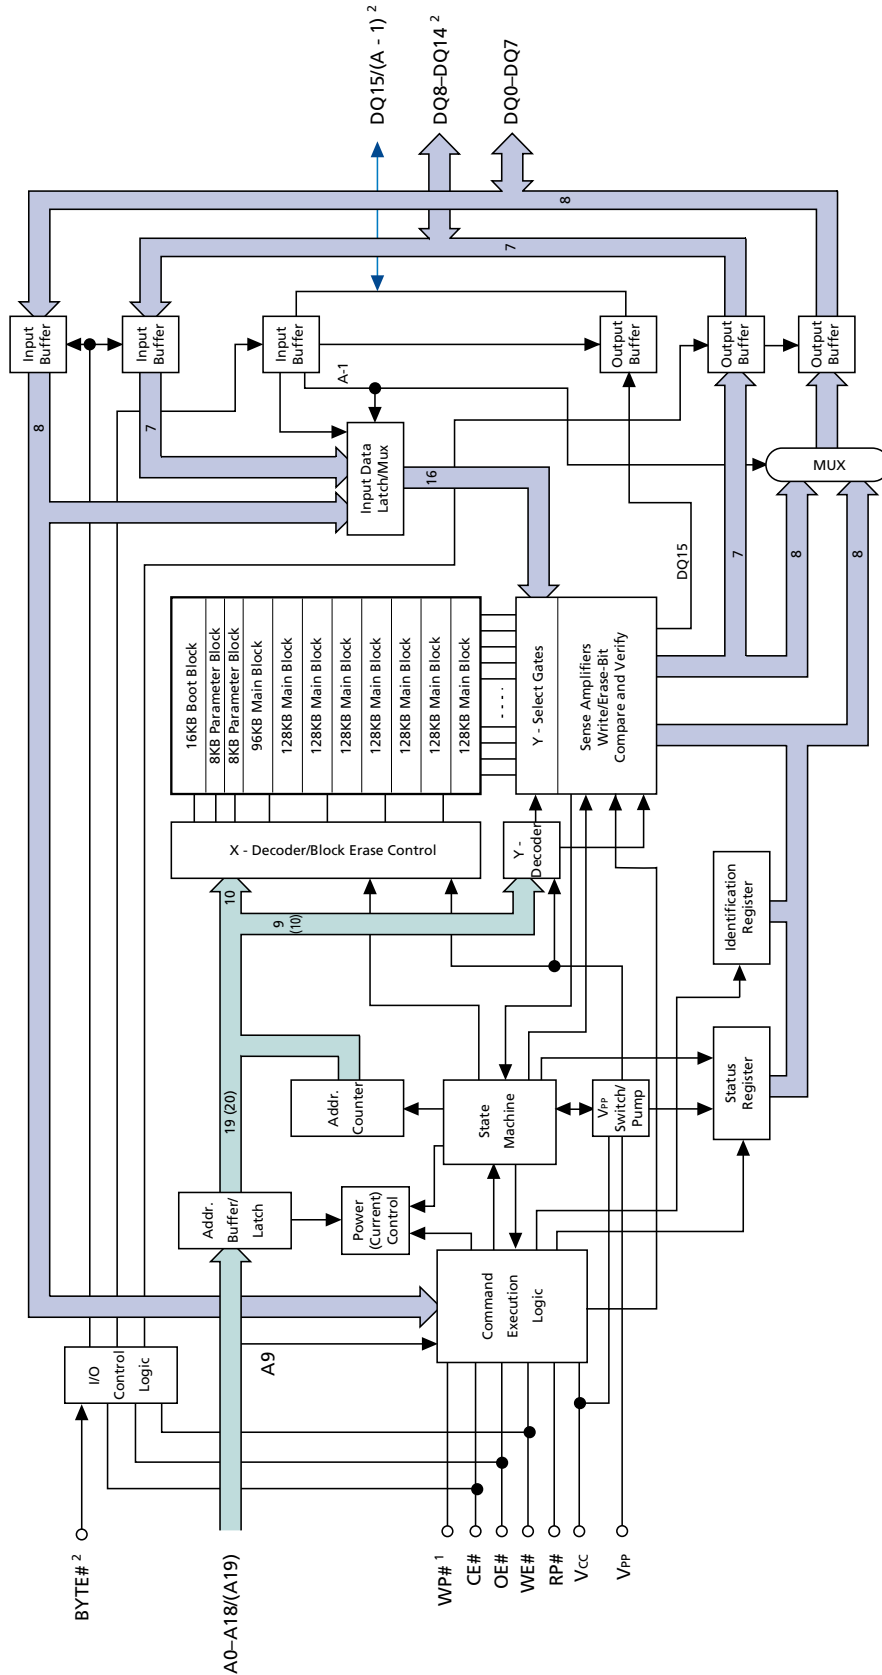 BYTE# 2
A0–A18/(A19)
WP# 1
CE#
OE#
WE#
RP#
VCC
VPP
I/O
Control
Logic
A9
Addr.
Buffer/
Latch
Power
(Current)
Control
Command
Execution
Logic
19 (20)
Addr.
Counter
State
Machine
VPP
Switch/
Pump
Status
Register
Identification
Register
10
9
(10)
X - Decoder/Block Erase Control
Y -
Decoder
16KB Boot Block
8KB Parameter Block
8KB Parameter Block
96KB Main Block
128KB Main Block
128KB Main Block
128KB Main Block
128KB Main Block
128KB Main Block
128KB Main Block
128KB Main Block
Y - Select Gates
Sense Amplifiers
Write/Erase-Bit
Compare and Verify
DQ15
7
8
8
8
7
16
Input Data
Latch/Mux
A-1
MUX
Input
Buffer
Input
Buffer
Input
Buffer
Output
Buffer
Output
Buffer
Output
Buffer
7
8
DQ15/(A - 1) 2
DQ8–DQ14 2
DQ0–DQ7